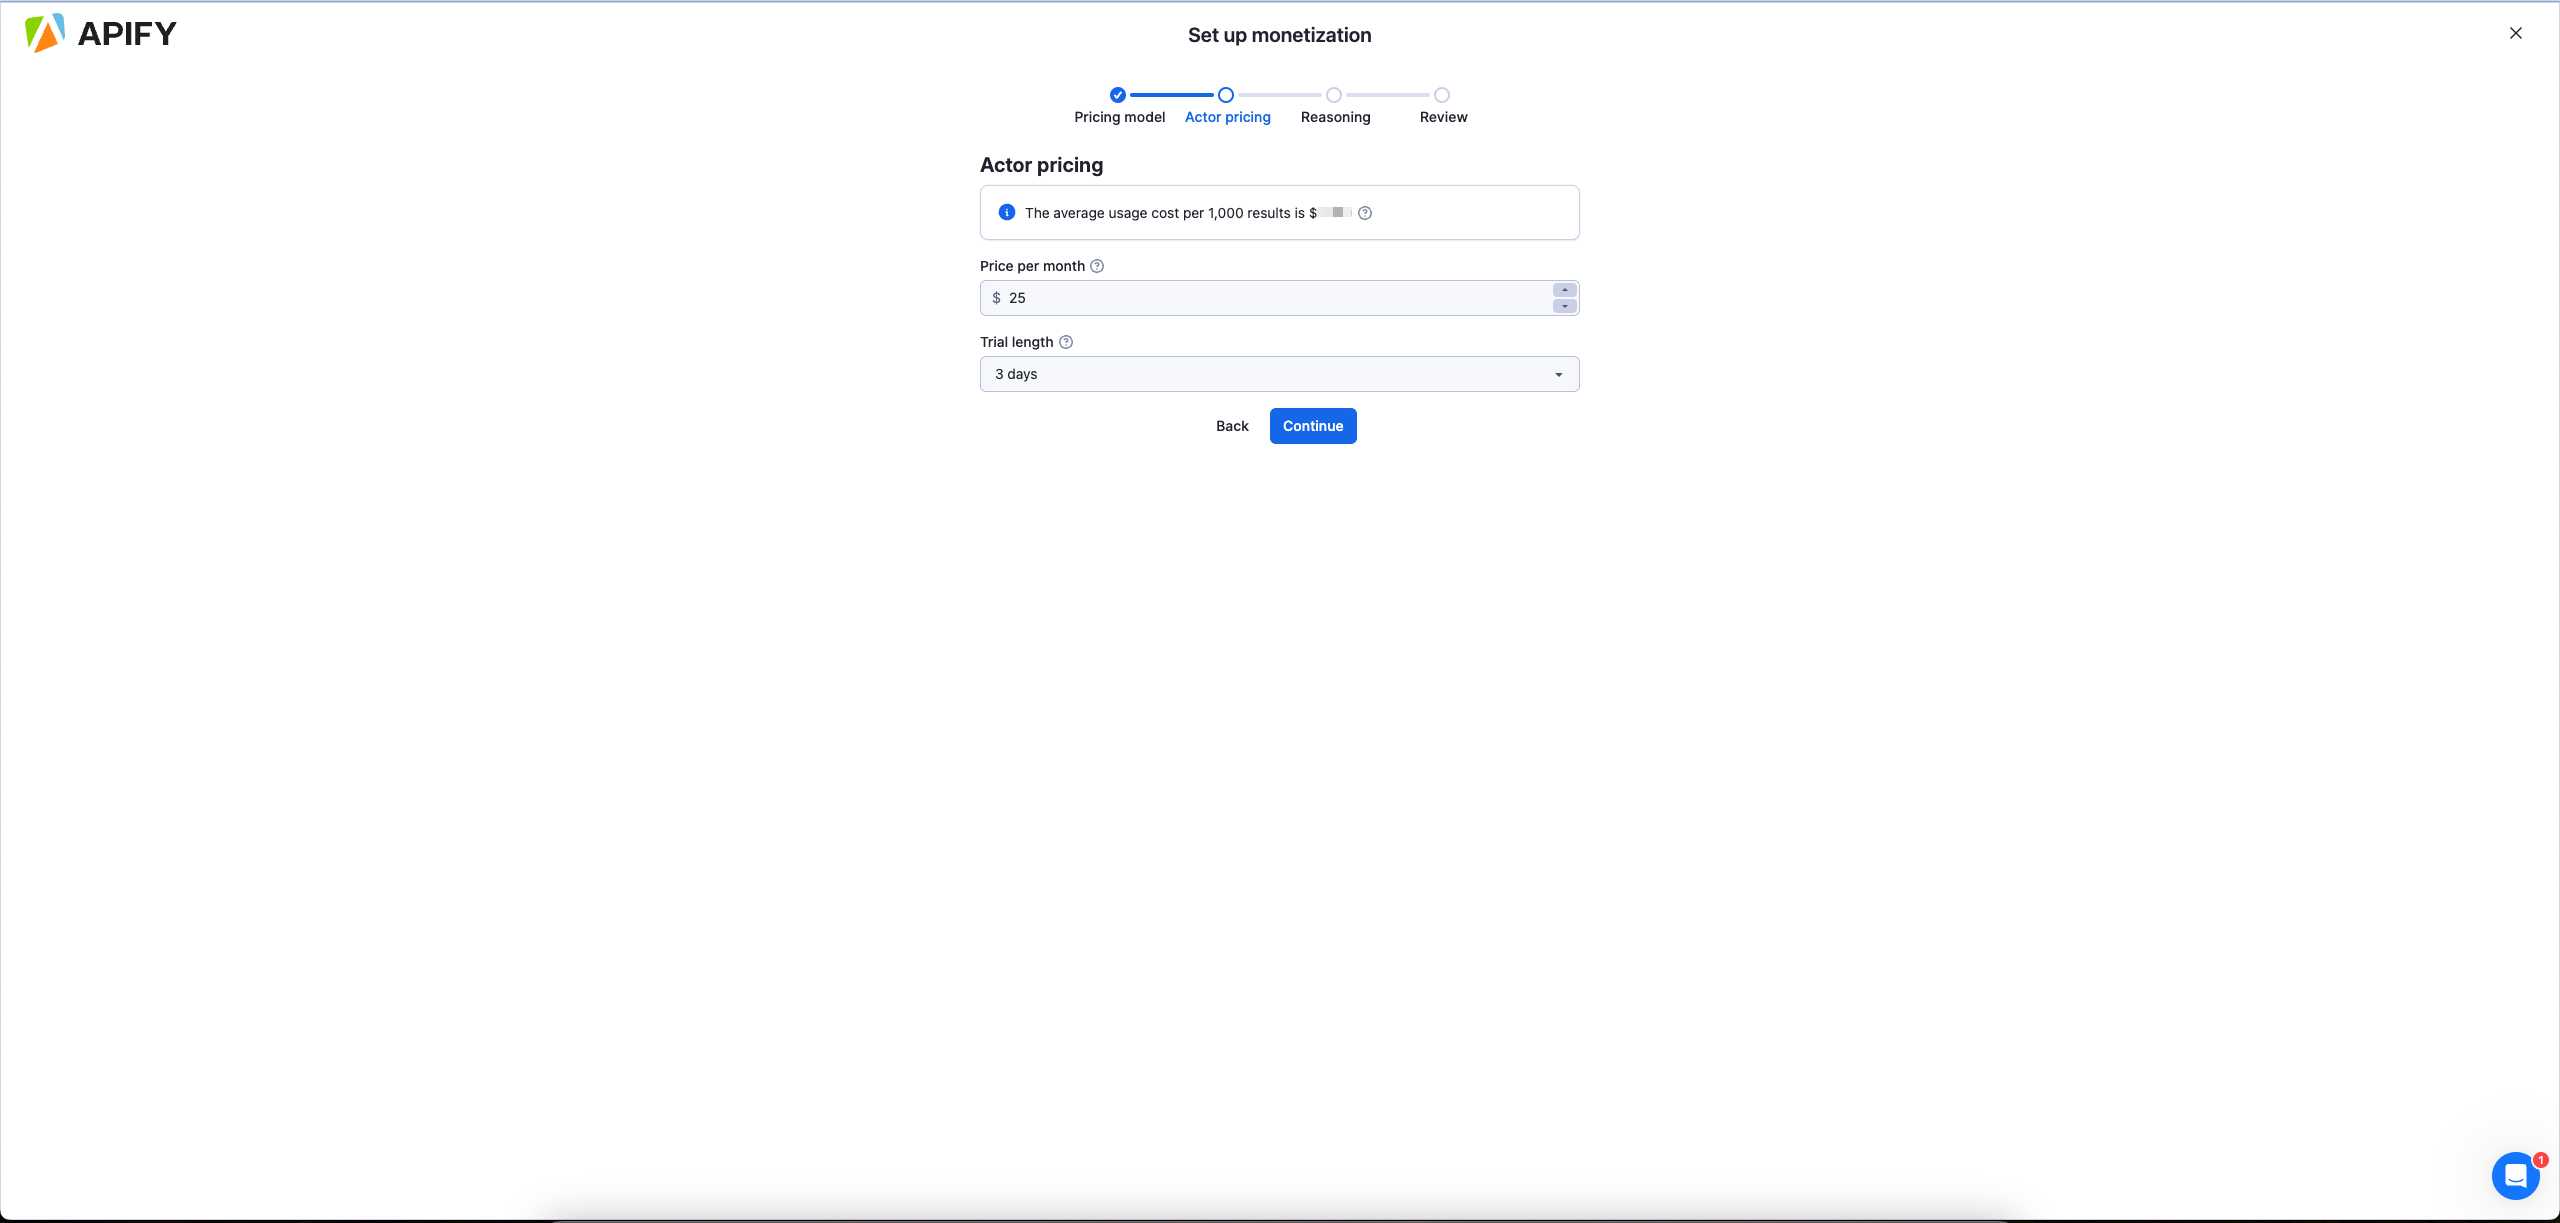 APIFY
Set up monetization
Pricing model
Actor pricing
Reasoning
Review
Actor pricing
The average usage cost per 1,000 results is $
Price per month
$ 25
Trial length
3 days
Back
Continue
1